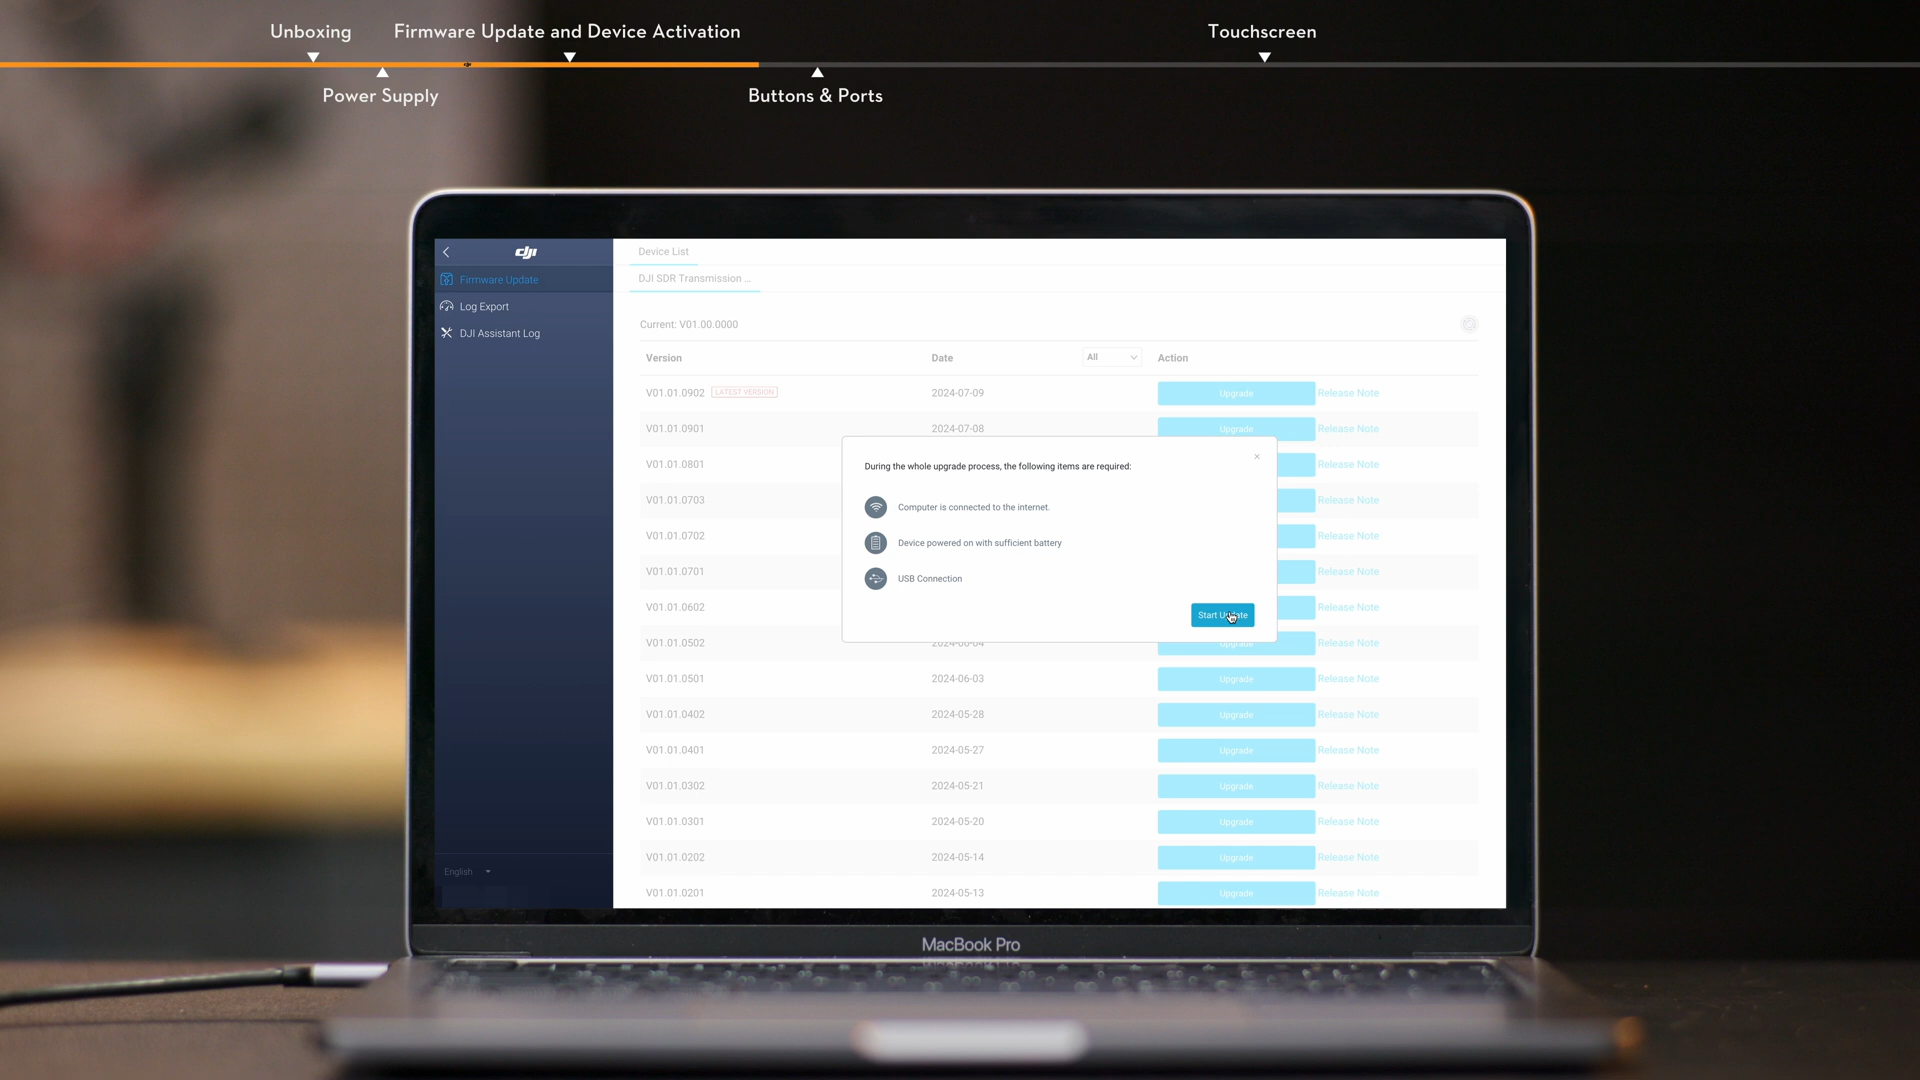 Unboxing
Firmware Update and Device Activation
Touchscreen
Power Supply
Buttons & Ports
dji
Firmware Update
Log Export
DJI Assistant Log
English
Device List
DJI SDR Transmission ...
Current: V01.00.0000
Version Date All Action
V01.01.0902 LATEST VERSION 2024-07-09 Upgrade Release Note
V01.01.0901 2024-07-08 Upgrade Release Note
V01.01.0801 Release Note
V01.01.0703 Release Note
V01.01.0702 Release Note
V01.01.0701 Release Note
V01.01.0602 Release Note
V01.01.0502 2024-06-04 Upgrade Release Note
V01.01.0501 2024-06-03 Upgrade Release Note
V01.01.0402 2024-05-28 Upgrade Release Note
V01.01.0401 2024-05-27 Upgrade Release Note
V01.01.0302 2024-05-21 Upgrade Release Note
V01.01.0301 2024-05-20 Upgrade Release Note
V01.01.0202 2024-05-14 Upgrade Release Note
V01.01.0201 2024-05-13 Upgrade Release Note
During the whole upgrade process, the following items are required:
Computer is connected to the internet.
Device powered on with sufficient battery
USB Connection
Start Update
MacBook Pro